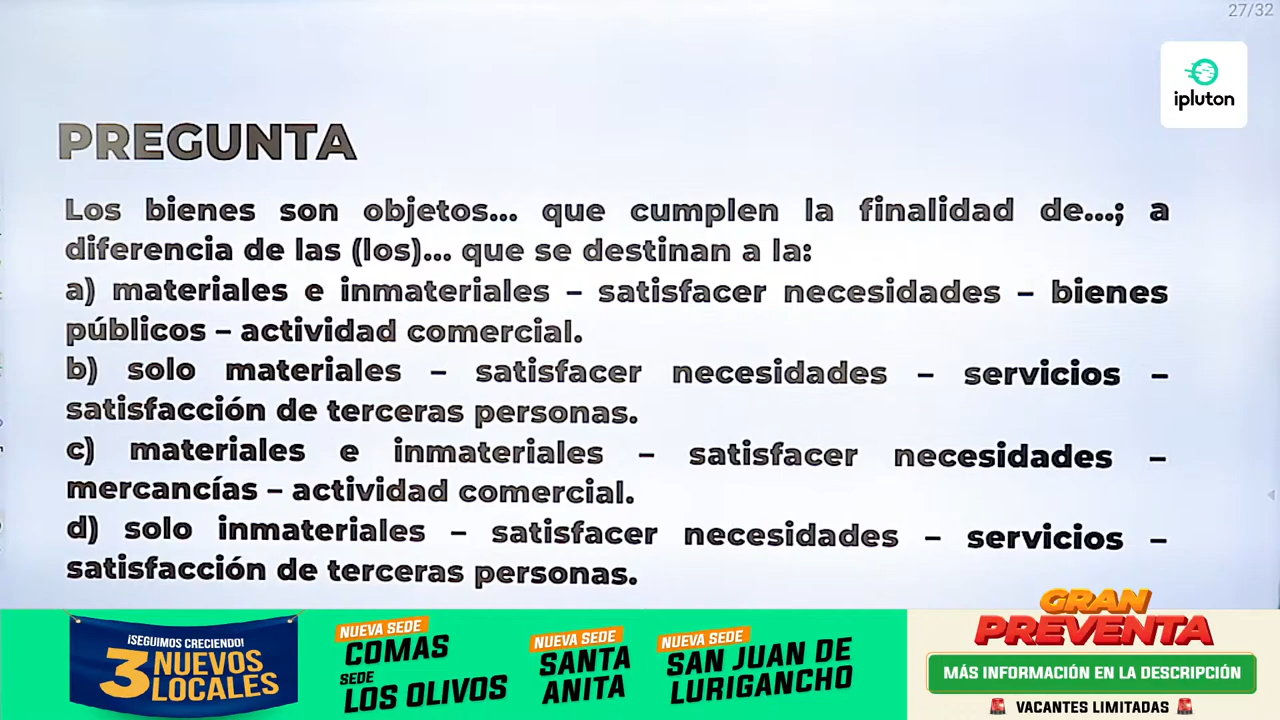 27/32
ipluton
PREGUNTA
Los bienes son objetos... que cumplen la finalidad de...; a
diferencia de las (los)... que se destinan a la:
a) materiales e inmateriales – satisfacer necesidades – bienes
públicos – actividad comercial.
b) solo materiales – satisfacer necesidades – servicios –
satisfacción de terceras personas.
c) materiales e inmateriales – satisfacer necesidades –
mercancías – actividad comercial.
d) solo inmateriales – satisfacer necesidades – servicios –
satisfacción de terceras personas.
¡SEGUIMOS CRECIENDO!
3 NUEVOS
LOCALES
NUEVA SEDE
COMAS
SEDE
LOS OLIVOS
NUEVA SEDE
SANTA
ANITA
NUEVA SEDE
SAN JUAN DE
LURIGANCHO
GRAN
PREVENTA
MÁS INFORMACIÓN EN LA DESCRIPCIÓN
VACANTES LIMITADAS